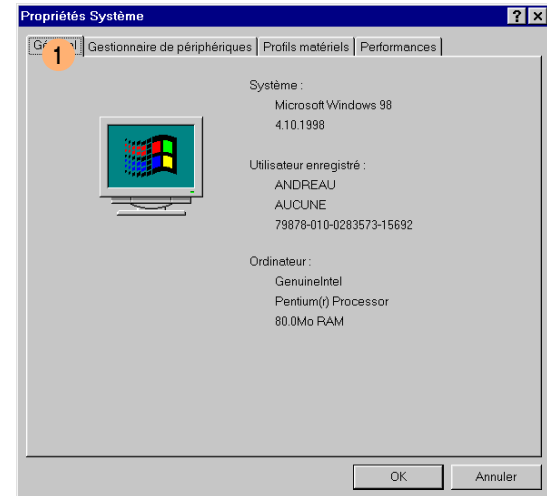 Propriétés Système
1 Gestionnaire de périphériques Profils matériels Performances
Système :
Microsoft Windows 98
4.10.1998
Utilisateur enregistré :
ANDREAU
AUCUNE
79878-010-0283573-15692
Ordinateur :
GenuineIntel
Pentium(r) Processor
80.0Mo RAM
OK Annuler